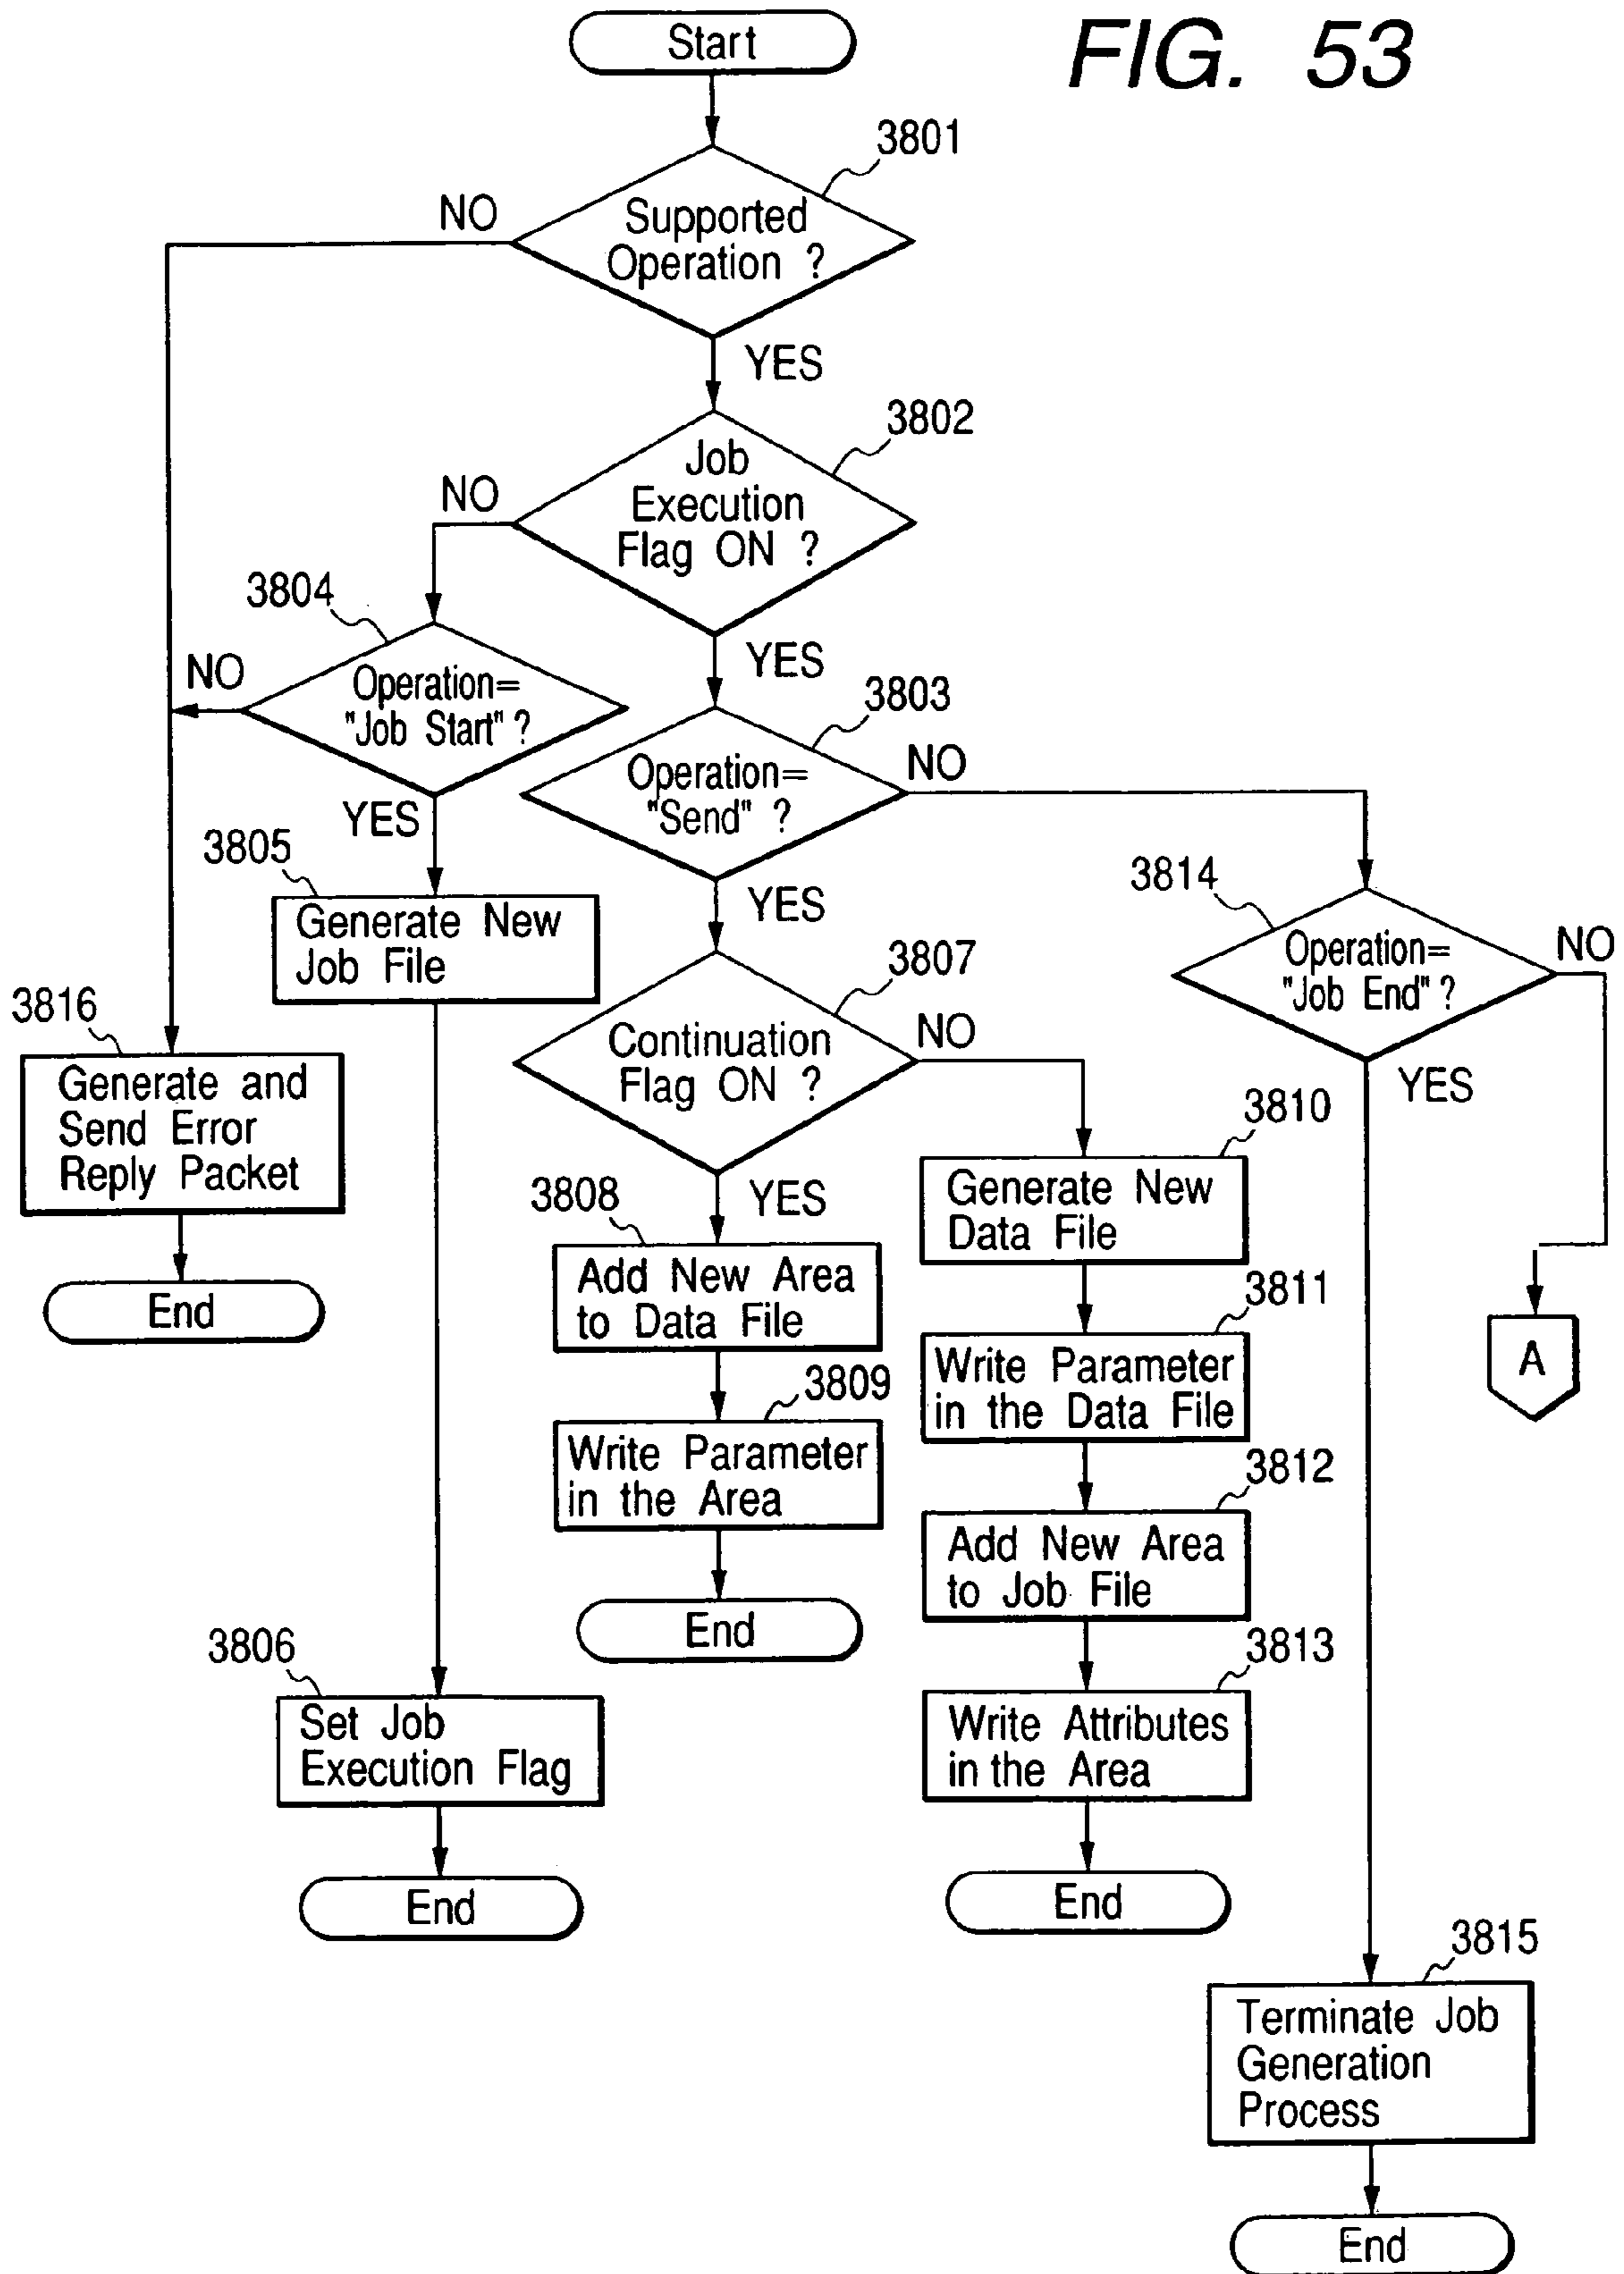 FIG. 53
Start
3801
Supported
Operation ?
NO
YES
3802
Job
Execution
Flag ON ?
NO
YES
3804
Operation=
"Job Start" ?
NO
YES
3803
Operation=
"Send" ?
NO
YES
3805
Generate New
Job File
3807
Continuation
Flag ON ?
NO
YES
3814
Operation=
"Job End" ?
NO
YES
3816
Generate and
Send Error
Reply Packet
End
3808
Add New Area
to Data File
3809
Write Parameter
in the Area
End
3810
Generate New
Data File
3811
Write Parameter
in the Data File
3812
Add New Area
to Job File
3813
Write Attributes
in the Area
End
A
3806
Set Job
Execution Flag
End
3815
Terminate Job
Generation
Process
End